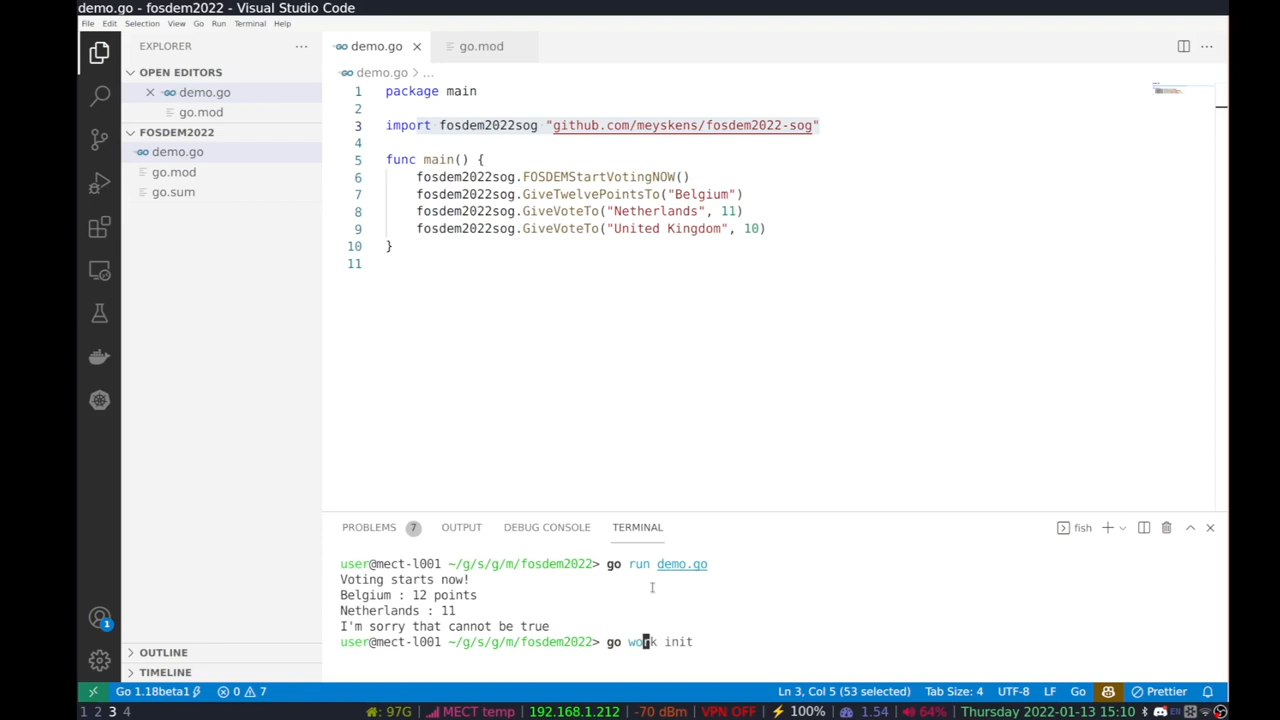 demo.go - fosdem2022 - Visual Studio Code
File Edit Selection View Go Run Terminal Help
EXPLORER
OPEN EDITORS
demo.go
go.mod
FOSDEM2022
demo.go
go.mod
go.sum
OUTLINE
TIMELINE
demo.go
go.mod
demo.go > ...
1 package main
2
3 import fosdem2022sog "github.com/meyskens/fosdem2022-sog"
4
5 func main() {
6 fosdem2022sog.FOSDEMStartVotingNOW()
7 fosdem2022sog.GiveTwelvePointsTo("Belgium")
8 fosdem2022sog.GiveVoteTo("Netherlands", 11)
9 fosdem2022sog.GiveVoteTo("United Kingdom", 10)
10 }
11
PROBLEMS 7 OUTPUT DEBUG CONSOLE TERMINAL
fish
user@mect-l001 ~/g/s/g/m/fosdem2022> go run demo.go
Voting starts now!
Belgium : 12 points
Netherlands : 11
I'm sorry that cannot be true
user@mect-l001 ~/g/s/g/m/fosdem2022> go work init
1
Go 1.18beta1 0 7 Ln 3, Col 5 (53 selected) Tab Size: 4 UTF-8 LF Go Prettier
1 2 3 4 97G MECT temp 192.168.1.212 -70 dBm VPN OFF 100% 1.54 64% Thursday 2022-01-13 15:10